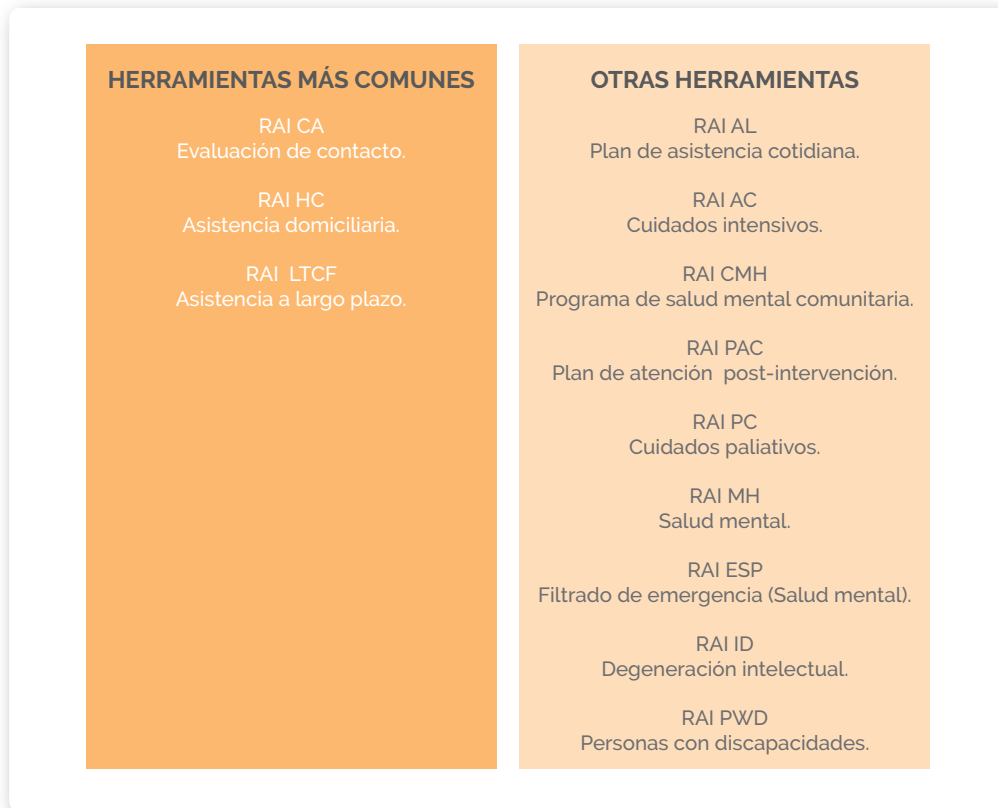 HERRAMIENTAS MÁS COMUNES
RAI CA
Evaluación de contacto.
RAI HC
Asistencia domiciliaria.
RAI LTCF
Asistencia a largo plazo.
OTRAS HERRAMIENTAS
RAI AL
Plan de asistencia cotidiana.
RAI AC
Cuidados intensivos.
RAI CMH
Programa de salud mental comunitaria.
RAI PAC
Plan de atención post-intervención.
RAI PC
Cuidados paliativos.
RAI MH
Salud mental.
RAI ESP
Filtrado de emergencia (Salud mental).
RAI ID
Degeneración intelectual.
RAI PWD
Personas con discapacidades.